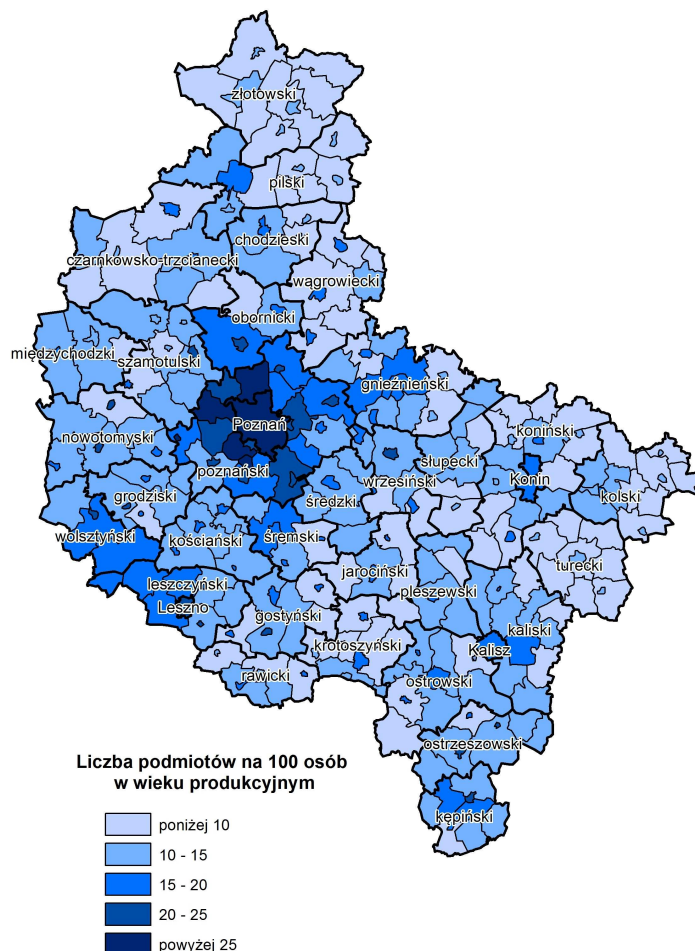 złotowski
pilski
chodzieski
czarnkowsko-trzcianecki
wągrowiecki
obornicki
międzychodzki
szamotulski
gnieźnieński
Poznań
nowotomyski
koniński
słupecki
poznański
Konin
wrzesiński
grodziski
średzki
kolski
wolsztyński
kościański
śremski
turecki
jarociński
leszczyński
pleszewski
Leszno
gostyński
kaliski
krotoszyński
Kalisz
rawicki
ostrowski
ostrzeszowski
kępiński
Liczba podmiotów na 100 osób
w wieku produkcyjnym
poniżej 10
10 - 15
15 - 20
20 - 25
powyżej 25